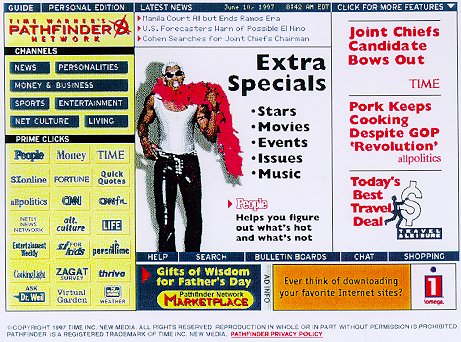 GUIDE
PERSONAL EDITION
LATEST NEWS
June 10, 1997 8:42 AM EDT
CLICK FOR MORE FEATURES
TIME WARNER'S
PATHFINDER
NETWORK
Manila Court All but Ends Ramos Era
U.S. Forecasters Warn of Possible El Nino
Cohen Searches for Joint Chiefs Chairman
CHANNELS
NEWS
PERSONALITIES
MONEY & BUSINESS
SPORTS
ENTERTAINMENT
NET CULTURE
LIVING
PRIME CLICKS
People
Money
TIME
SI online
FORTUNE
Quick
Quotes
allpolitics
CNN
CNNfn.
NETLY
NEWS
NETWORK
alt.
culture
LIFE
Entertainment
Weekly
SI for
kids
parenttime
CookingLight
ZAGAT
SURVEY
thrive
ASK
Dr. Weil
Virtual
Garden
WEATHER
Extra
Specials
•Stars
•Movies
•Events
•Issues
•Music
People
Helps you figure
out what's hot
and what's not
Joint Chiefs
Candidate
Bows Out
TIME
Pork Keeps
Cooking
Despite GOP
'Revolution'
allpolitics
Today's
Best
Travel
Deal
TRAVEL
& LEISURE
HELP
SEARCH
BULLETIN BOARDS
CHAT
SHOPPING
Gifts of Wisdom
for Father's Day
Pathfinder Network
MARKETPLACE
AD INFO
Ever think of downloading
your favorite Internet sites?
iomega
©COPYRIGHT 1997 TIME INC. NEW MEDIA. ALL RIGHTS RESERVED. REPRODUCTION IN WHOLE OR IN PART WITHOUT PERMISSION IS PROHIBITED
PATHFINDER IS A REGISTERED TRADEMARK OF TIME INC. NEW MEDIA. PATHFINDER PRIVACY POLICY